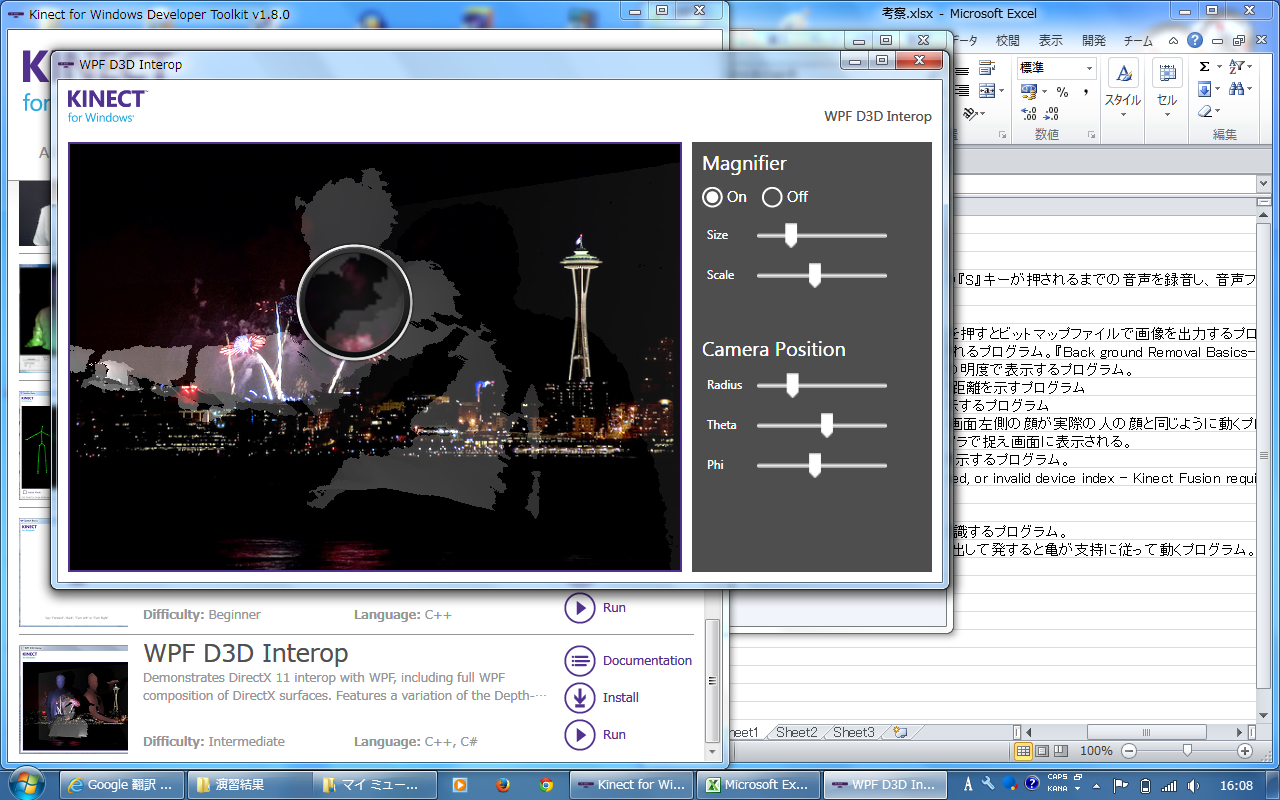 Kinect for Windows Developer Toolkit v1.8.0
考察.xlsx - Microsoft Excel
校閲 表示 開発 チーム
WPF D3D Interop
KINECT
for Windows
WPF D3D Interop
標準
スタイル
セル
数値
編集
Magnifier
On Off
Size
Scale
Camera Position
Radius
Theta
Phi
『S』キーが押されるまでの音声を録音し、音声フ
を押すとビットマップファイルで画像を出力するプロ
れるプログラム。『Back ground Removal Basics-
明度で表示するプログラム。
距離を示すプログラム
するプログラム
画面左側の顔が実際の人の顔と同じように動くプ
ラで捉え画面に表示される。
示するプログラム。
ed, or invalid device index - Kinect Fusion requi
識するプログラム。
出して発すると亀が支持に従って動くプログラム。
Difficulty: Beginner
Language: C++
Run
WPF D3D Interop
Demonstrates DirectX 11 interop with WPF, including full WPF
composition of DirectX surfaces. Features a variation of the Depth-…
Difficulty: Intermediate
Language: C++, C#
Documentation
Install
Run
Sheet2 Sheet3
100%
Google 翻訳 ...
演習結果
マイ ミュー...
Kinect for Wi...
Microsoft Exc...
WPF D3D In...
A
CAPS
KANA
16:08